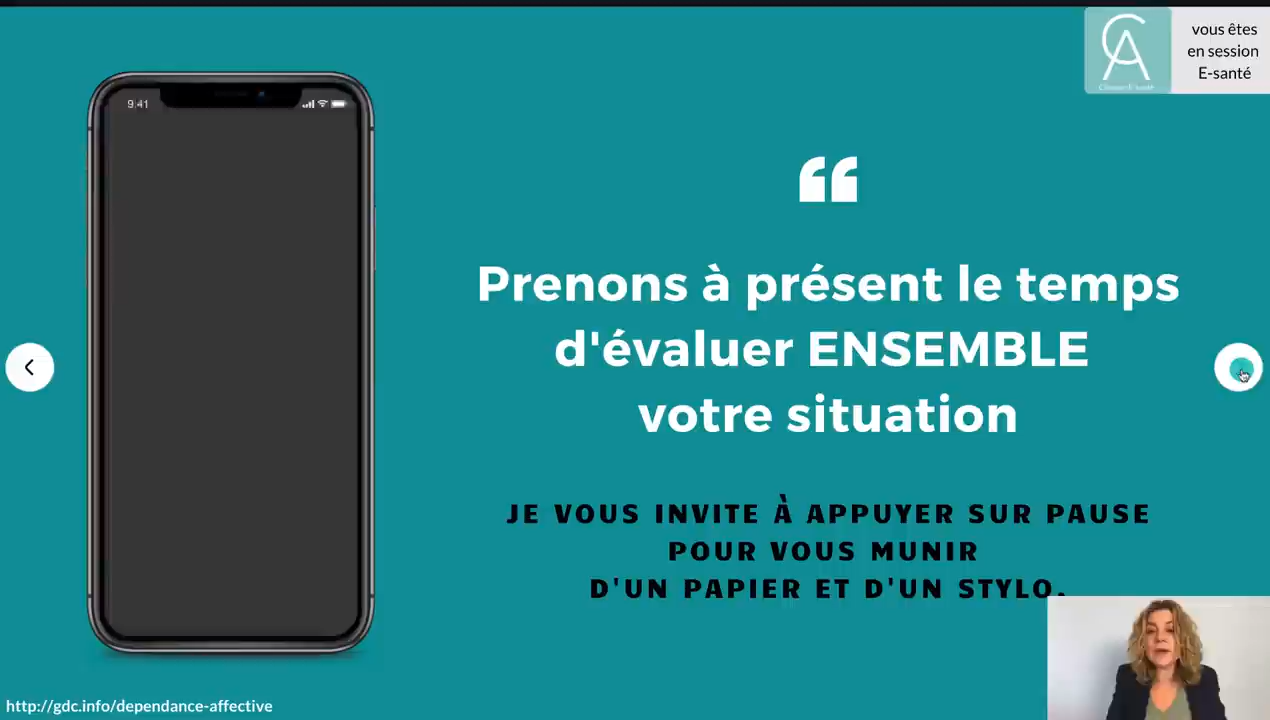 vous êtes
en session
E-santé
CA
9:41
“
Prenons à présent le temps
d'évaluer ENSEMBLE
votre situation
JE VOUS INVITE À APPUYER SUR PAUSE
POUR VOUS MUNIR
D'UN PAPIER ET D'UN STYLO.
http://gdc.info/dependance-affective